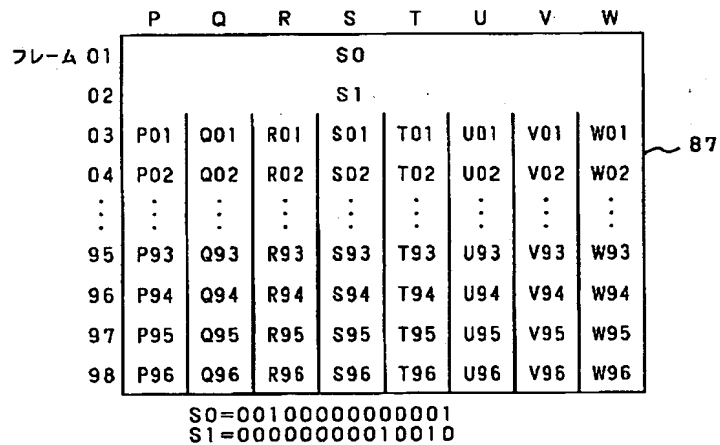 P Q R S T U V W
フレーム 01 S0
02 S1
03 P01 Q01 R01 S01 T01 U01 V01 W01
04 P02 Q02 R02 S02 T02 U02 V02 W02
⋮ ⋮ ⋮ ⋮ ⋮ ⋮ ⋮ ⋮ ⋮
95 P93 Q93 R93 S93 T93 U93 V93 W93
96 P94 Q94 R94 S94 T94 U94 V94 W94
97 P95 Q95 R95 S95 T95 U95 V95 W95
98 P96 Q96 R96 S96 T96 U96 V96 W96
87
S0=00100000000001
S1=00000000010010